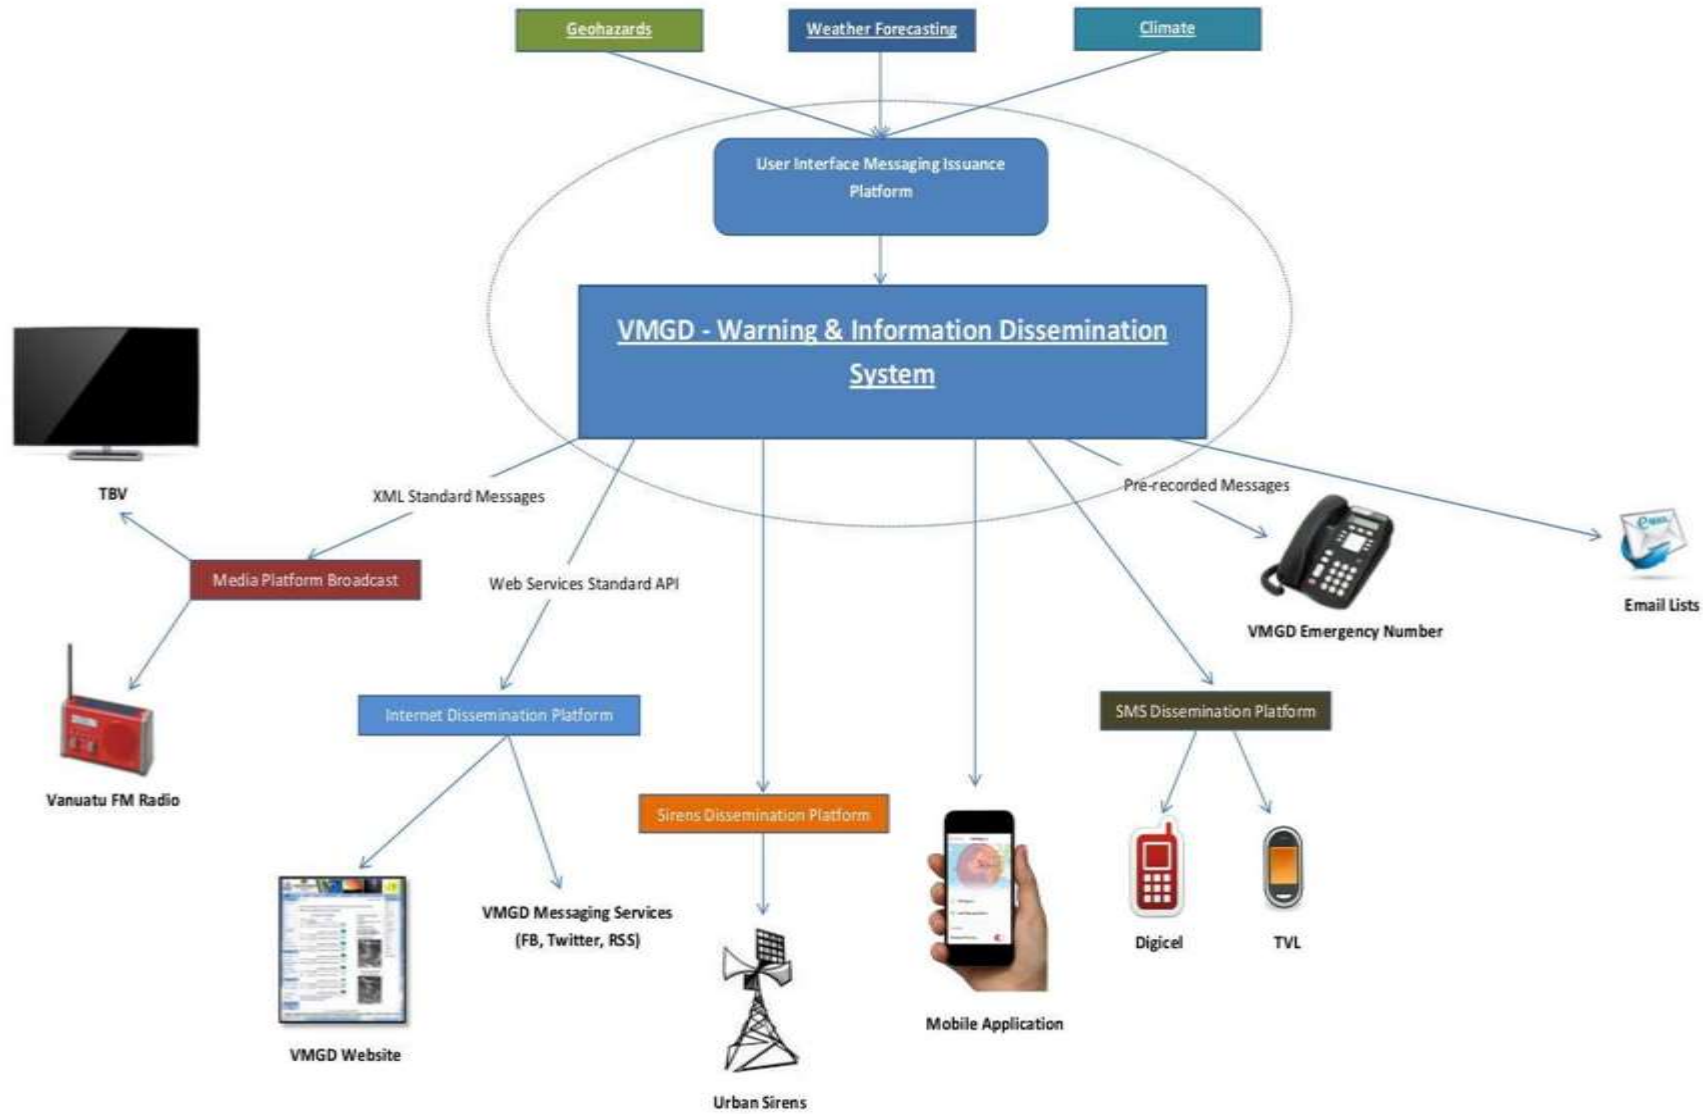 Geohazards
Weather Forecasting
Climate
User Interface Messaging Issuance
Platform
VMGD - Warning & Information Dissemination
System
TBV
XML Standard Messages
Pre-recorded Messages
Media Platform Broadcast
Web Services Standard API
VMGD Emergency Number
Email Lists
Vanuatu FM Radio
Internet Dissemination Platform
SMS Dissemination Platform
Sirens Dissemination Platform
VMGD Messaging Services
(FB, Twitter, RSS)
Digicel
TVL
Mobile Application
VMGD Website
Urban Sirens